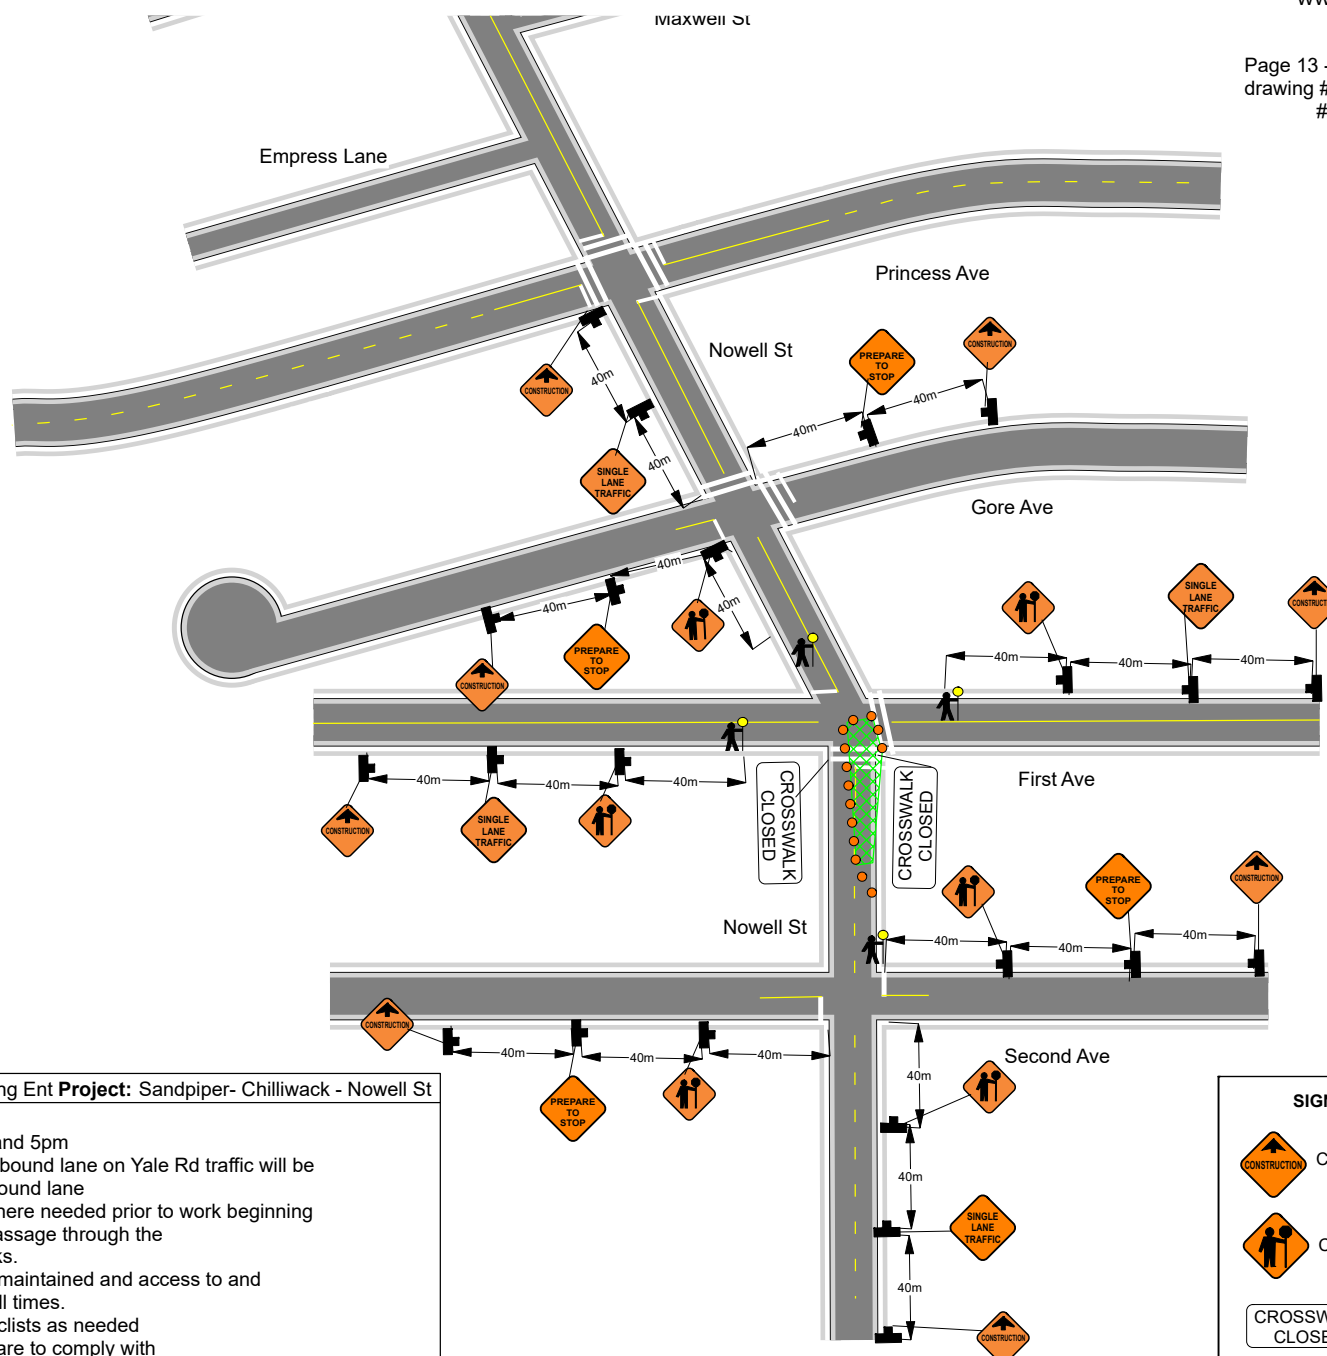 Maxwell St
Page 13 -
drawing #
#
Empress Lane
Princess Ave
Nowell St
CONSTRUCTION
40m
SINGLE
LANE
TRAFFIC
40m
PREPARE
TO
STOP
CONSTRUCTION
40m
40m
Gore Ave
40m
40m
40m
CONSTRUCTION
PREPARE
TO
STOP
SINGLE
LANE
TRAFFIC
40m
40m
40m
First Ave
40m
40m
40m
CONSTRUCTION
SINGLE
LANE
TRAFFIC
CROSSWALK
CLOSED
CROSSWALK
CLOSED
Nowell St
PREPARE
TO
STOP
CONSTRUCTION
40m
40m
40m
Second Ave
CONSTRUCTION
40m
40m
40m
PREPARE
TO
STOP
40m
40m
SINGLE
LANE
TRAFFIC
40m
CONSTRUCTION
ng Ent Project: Sandpiper- Chilliwack - Nowell St
and 5pm
bound lane on Yale Rd traffic will be
ound lane
here needed prior to work beginning
assage through the
ks.
maintained and access to and
ll times.
clists as needed
are to comply with
SIGN
CONSTRUCTION
C
C
CROSSW
CLOSE